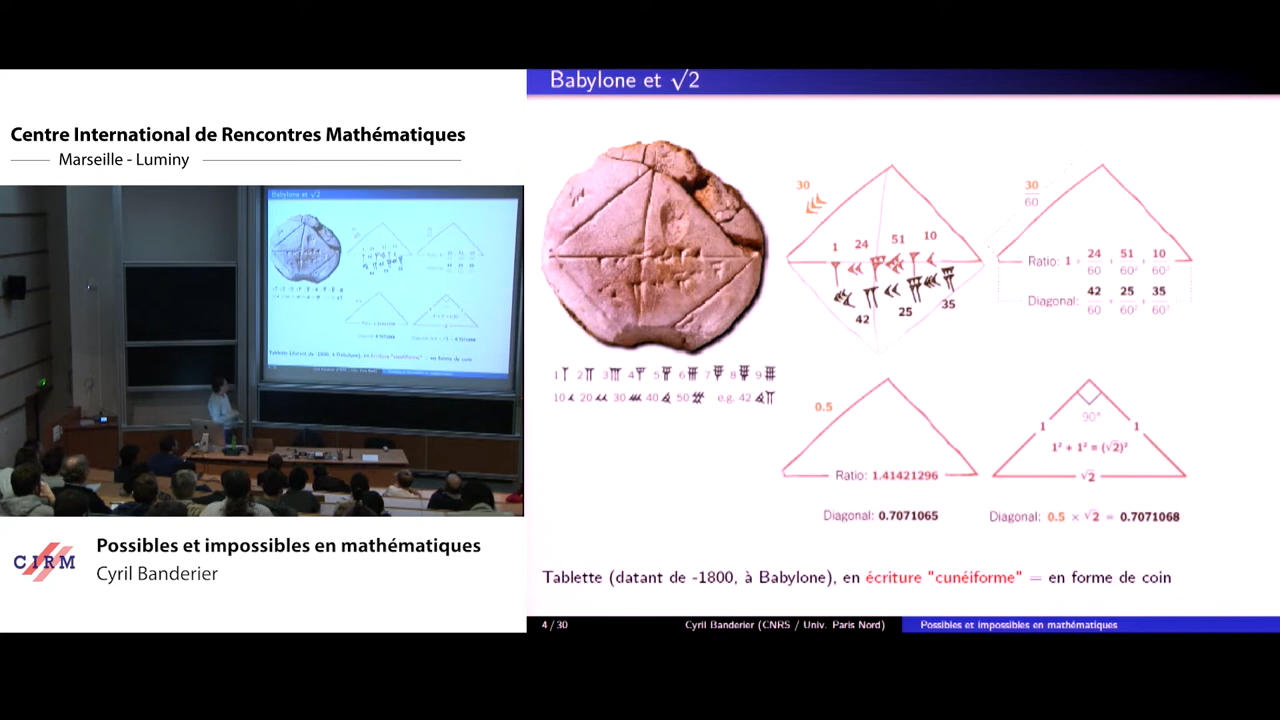 Centre International de Rencontres Mathématiques
Marseille - Luminy
CIRM
Possibles et impossibles en mathématiques
Cyril Banderier
Babylone et √2
30
1 24 51 10
42 25 35
1 2 3 4 5 6 7 8 9
10 20 30 40 50 e.g. 42
30
60
Ratio: 1 + 24/60 + 51/60² + 10/60³
Diagonal: 42/60 + 25/60² + 35/60³
0.5
Ratio: 1.41421296
Diagonal: 0.7071065
90°
1 1
1² + 1² = (√2)²
√2
Diagonal: 0.5 × √2 = 0.7071068
Tablette (datant de -1800, à Babylone), en écriture "cunéiforme" = en forme de coin
4 / 30
Cyril Banderier (CNRS / Univ. Paris Nord)
Possibles et impossibles en mathématiques